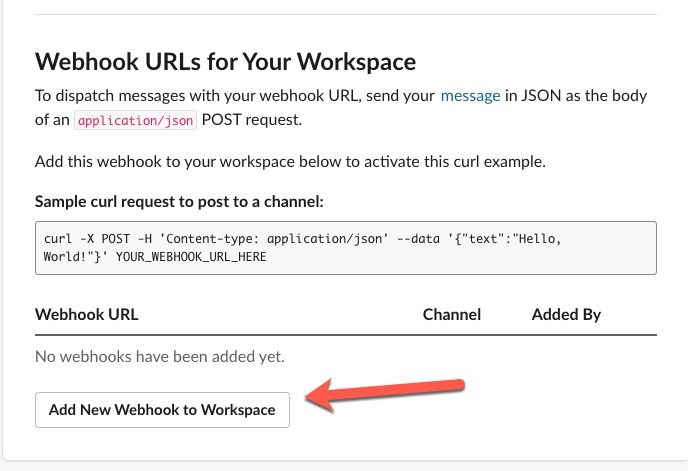 Webhook URLs for Your Workspace
To dispatch messages with your webhook URL, send your message in JSON as the body
of an application/json POST request.
Add this webhook to your workspace below to activate this curl example.
Sample curl request to post to a channel:
curl -X POST -H 'Content-type: application/json' --data '{"text":"Hello,
World!"}' YOUR_WEBHOOK_URL_HERE
Webhook URL Channel Added By
No webhooks have been added yet.
Add New Webhook to Workspace